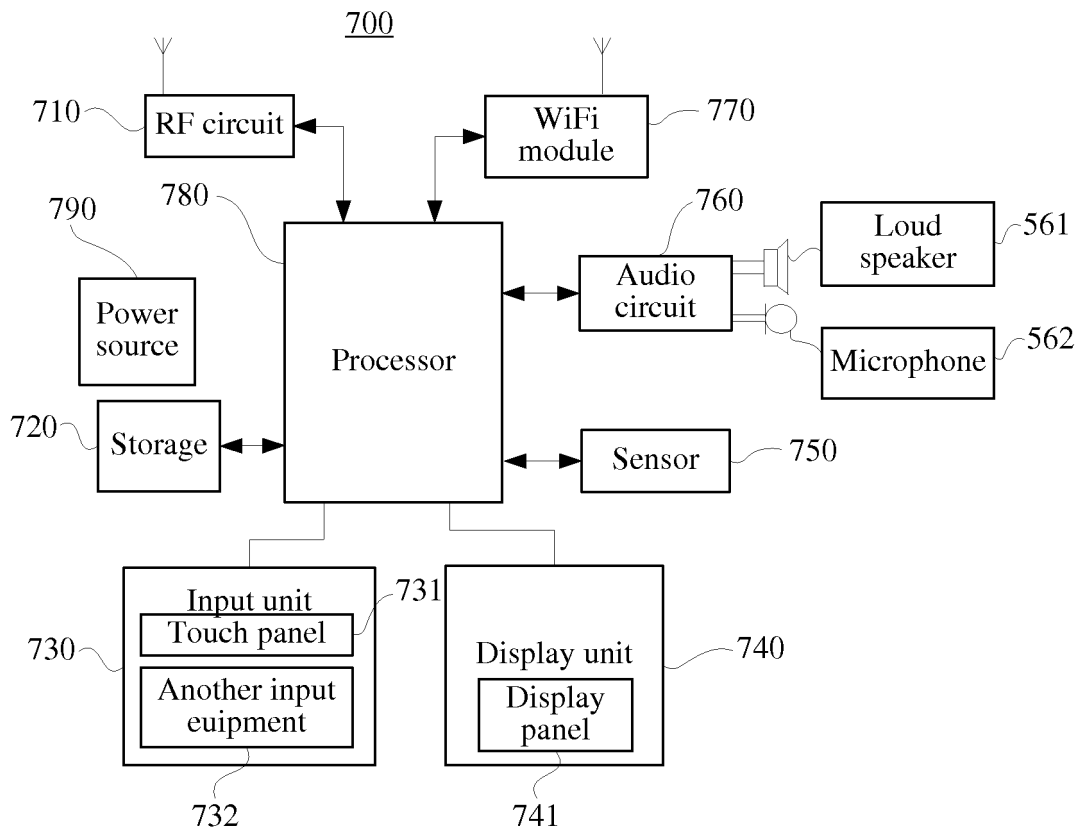 700
710
RF circuit
WiFi
module
770
780
790
760
Loud
speaker
561
Audio
circuit
Power
source
Processor
Microphone
562
720
Storage
Sensor
750
Input unit
731
Touch panel
730
Another input
euipment
732
Display unit
740
Display
panel
741